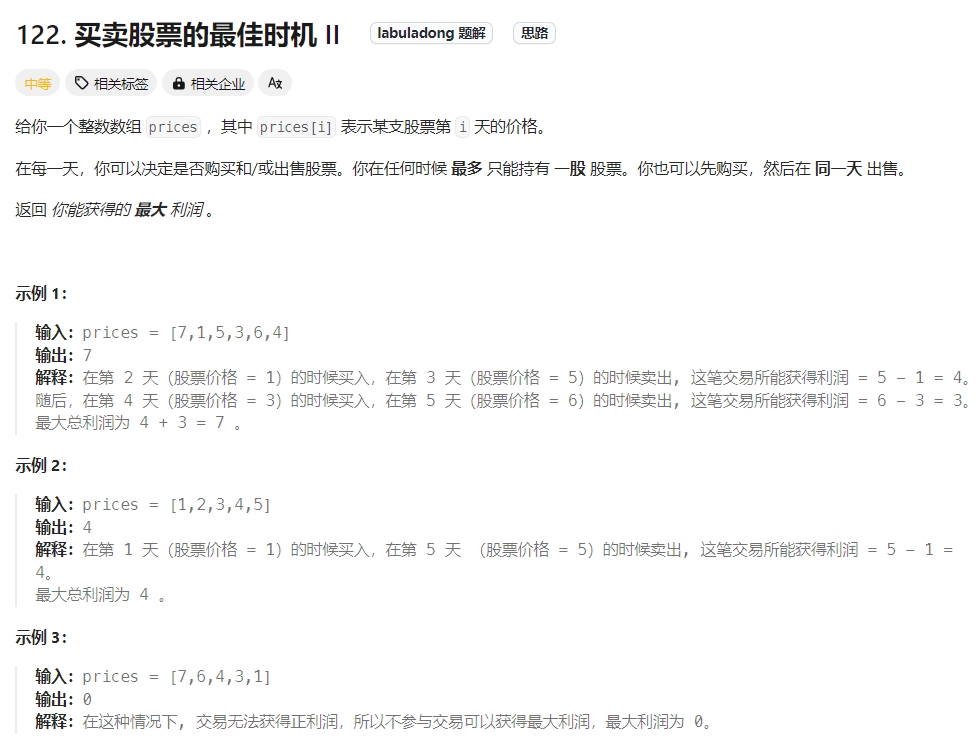 122. 买卖股票的最佳时机 II labuladong 题解 思路
中等 相关标签 相关企业 Ax
给你一个整数数组 prices ，其中 prices[i] 表示某支股票第 i 天的价格。
在每一天，你可以决定是否购买和/或出售股票。你在任何时候 最多 只能持有 一股 股票。你也可以先购买，然后在 同一天 出售。
返回 你能获得的 最大 利润 。
示例 1：
输入：prices = [7,1,5,3,6,4]
输出：7
解释：在第 2 天（股票价格 = 1）的时候买入，在第 3 天（股票价格 = 5）的时候卖出, 这笔交易所能获得利润 = 5 - 1 = 4。
随后，在第 4 天（股票价格 = 3）的时候买入，在第 5 天（股票价格 = 6）的时候卖出, 这笔交易所能获得利润 = 6 - 3 = 3。
最大总利润为 4 + 3 = 7 。
示例 2：
输入：prices = [1,2,3,4,5]
输出：4
解释：在第 1 天（股票价格 = 1）的时候买入，在第 5 天 （股票价格 = 5）的时候卖出, 这笔交易所能获得利润 = 5 - 1 =
4。
最大总利润为 4 。
示例 3：
输入：prices = [7,6,4,3,1]
输出：0
解释：在这种情况下, 交易无法获得正利润，所以不参与交易可以获得最大利润，最大利润为 0。